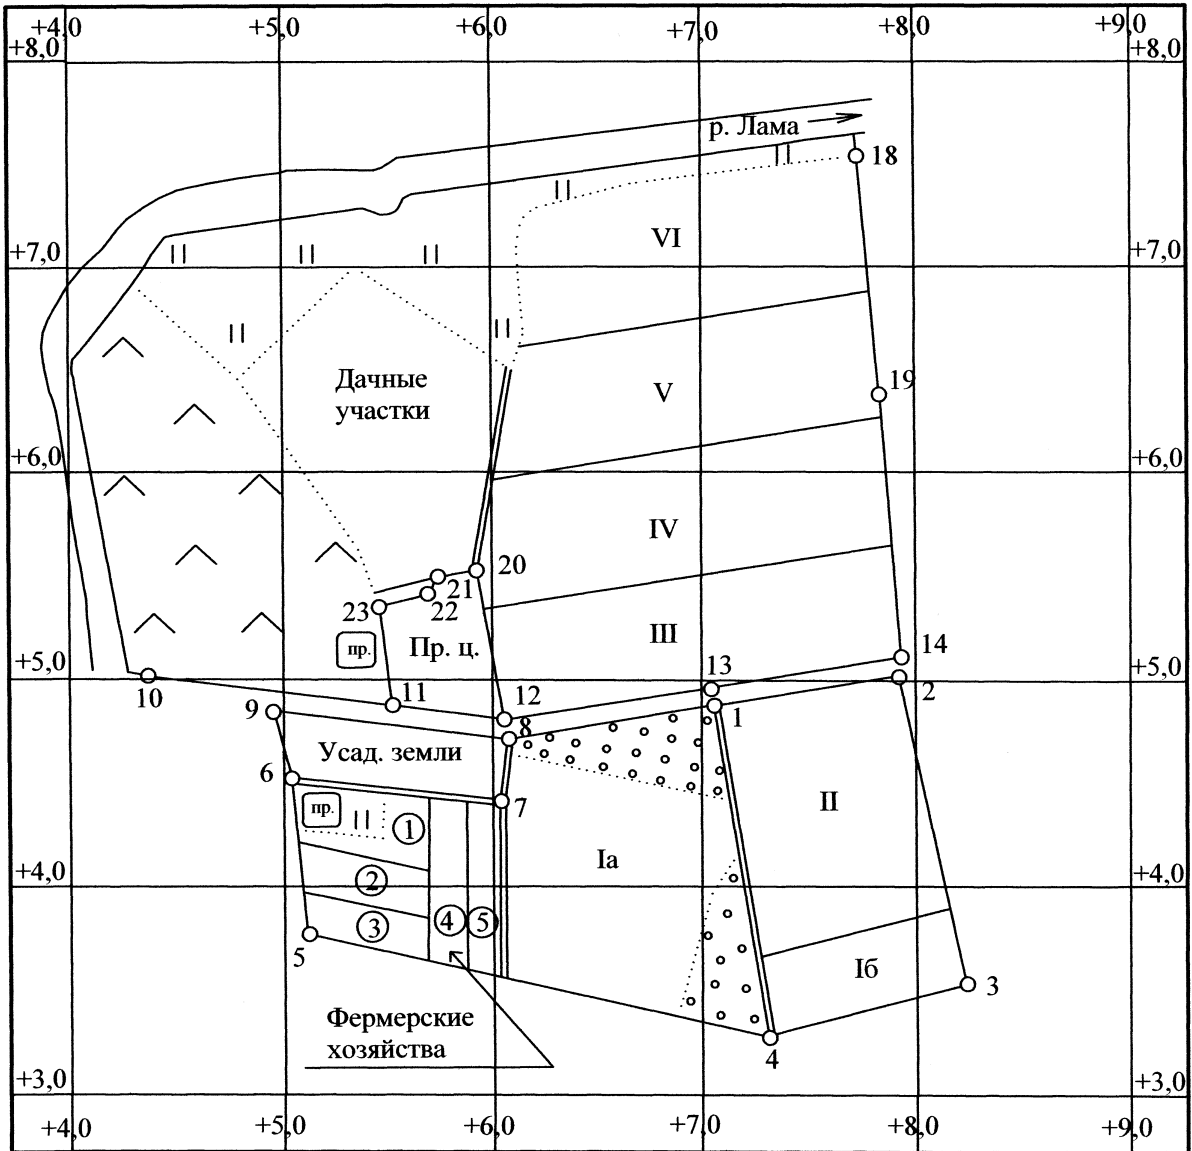 +4,0 +5,0 +6,0 +7,0 +8,0 +9,0
+8,0 +8,0
р. Лама
18
VI
+7,0 +7,0
Дачные
участки
V
19
+6,0 +6,0
IV
20
21
22
23
III
пр.
Пр. ц.
14
13
+5,0 +5,0
10
11
12
2
9
8
1
Усад. земли
6
7
пр.
1
II
Iа
+4,0 +4,0
2
3
4
5
5
Iб
3
Фермерские
хозяйства
4
+3,0 +3,0
+4,0 +5,0 +6,0 +7,0 +8,0 +9,0